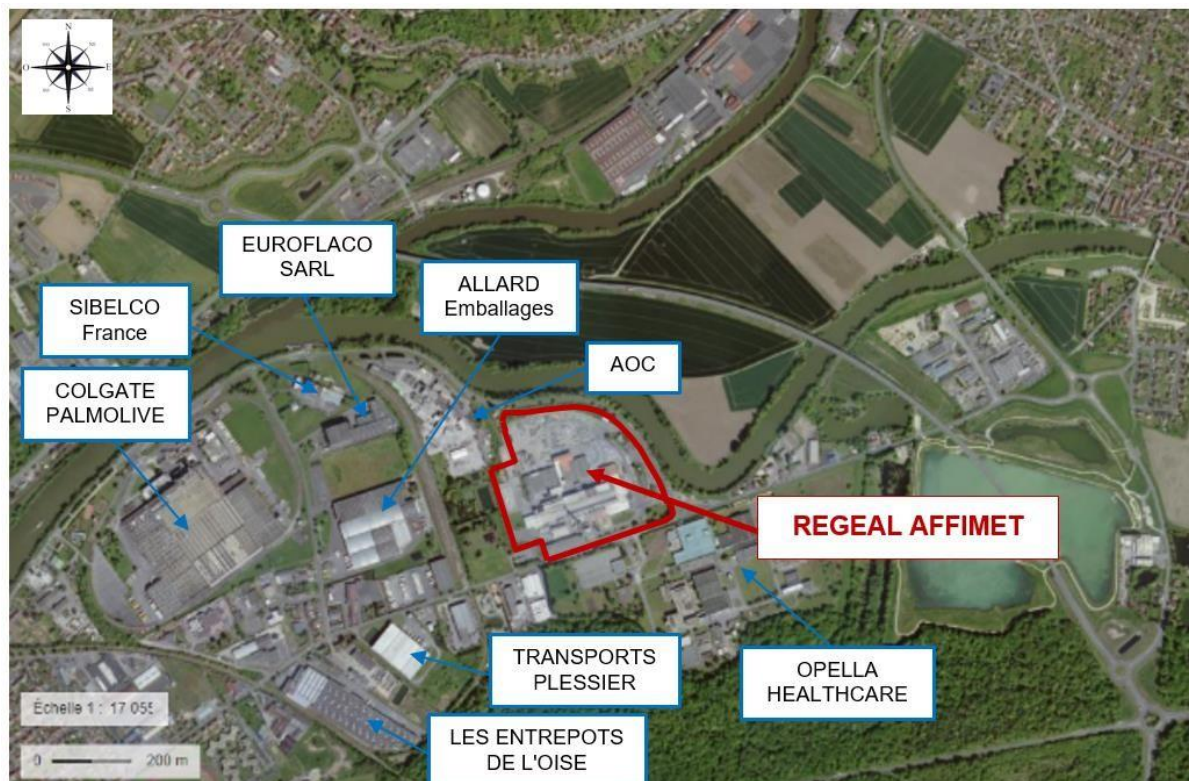 N
O
E
S
EUROFLACO
SARL
ALLARD
Emballages
SIBELCO
France
AOC
COLGATE
PALMOLIVE
REGEAL AFFIMET
TRANSPORTS
PLESSIER
OPELLA
HEALTHCARE
LES ENTREPOTS
DE L'OISE
Échelle 1 : 17 055
0 200 m